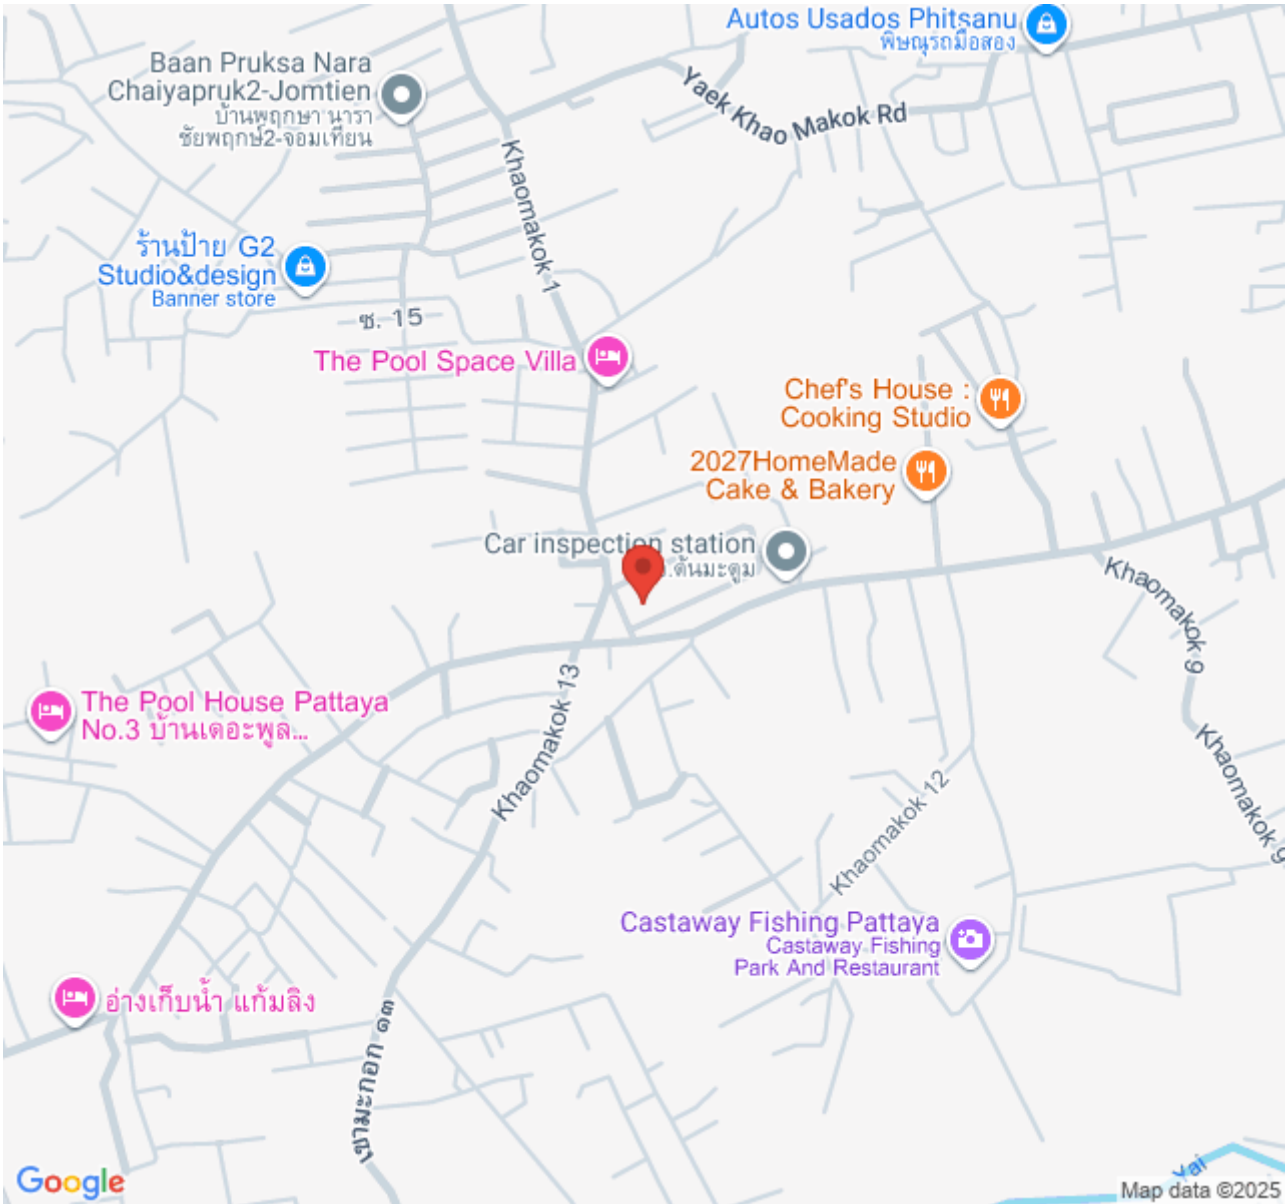 Autos Usados Phitsanu
พิษณุรถมือสอง
Baan Pruksa Nara
Chaiyapruk2-Jomtien
บ้านพฤกษา นารา
ชัยพฤกษ์2-จอมเทียน
Yaek Khao Makok Rd
Khaomakok 1
ร้านป้าย G2
Studio&design
Banner store
ซ. 15
The Pool Space Villa
Chef's House :
Cooking Studio
2027HomeMade
Cake & Bakery
Car inspection station
.ต้นมะตูม
Khaomakok 9
Khaomakok 13
The Pool House Pattaya
No.3 บ้านเดอะพูล...
Khaomakok 9
Khaomakok 12
Castaway Fishing Pattaya
Castaway Fishing
Park And Restaurant
อ่างเก็บน้ำ แก้มลิง
เขามะกอก ๑๓
Yai
Google
Map data ©2025